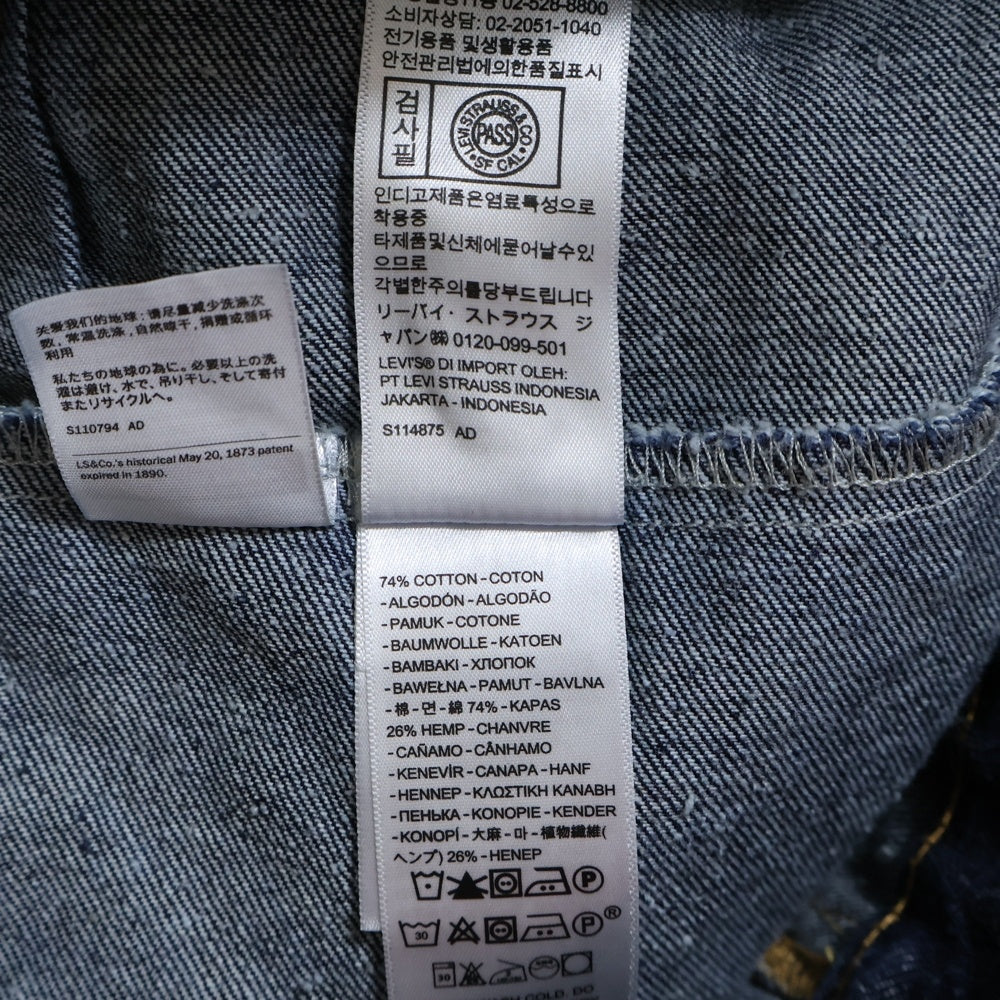 02-528-8800
소비자상담: 02-2051-1040
전기용품 및생활용품
안전관리법에의한품질표시
검사필
LEVI STRAUSS & CO
PASS
SF CAL
인디고제품은염료특성으로
착용중
타제품및신체에묻어날수있
으므로
각별한주의를당부드립니다
リーバイ・ストラウス ジ
ャパン㈱ 0120-099-501
LEVI'S® DI IMPORT OLEH:
PT LEVI STRAUSS INDONESIA
JAKARTA - INDONESIA
S114875 AD
关爱我们的地球：请尽量减少洗涤次
数，常温洗涤，自然晾干，捐赠或循环
利用
私たちの地球の為に。必要以上の洗
濯は避け、水で、吊り干し、そして寄付
またリサイクルへ。
S110794 AD
LS&Co.'s historical May 20, 1873 patent
expired in 1890.
74% COTTON - COTON
- ALGODÓN - ALGODÃO
- PAMUK - COTONE
- BAUMWOLLE - KATOEN
- BAMBAKI - ХЛОПОК
- BAWEŁNA - PAMUT - BAVLNA
- 棉 - 면 - 綿 74% - KAPAS
26% HEMP - CHANVRE
- CAÑAMO - CÂNHAMO
- KENEVİR - CANAPA - HANF
- HENNEP - ΚΛΩΣΤΙΚΗ ΚΑΝΑΒΗ
- ПЕНЬКА - KONOPIE - KENDER
- KONOPÍ - 大麻 - 마 - 植物繊維(
ヘンプ) 26% - HENEP
P
30 P ®
30
COLD. DO